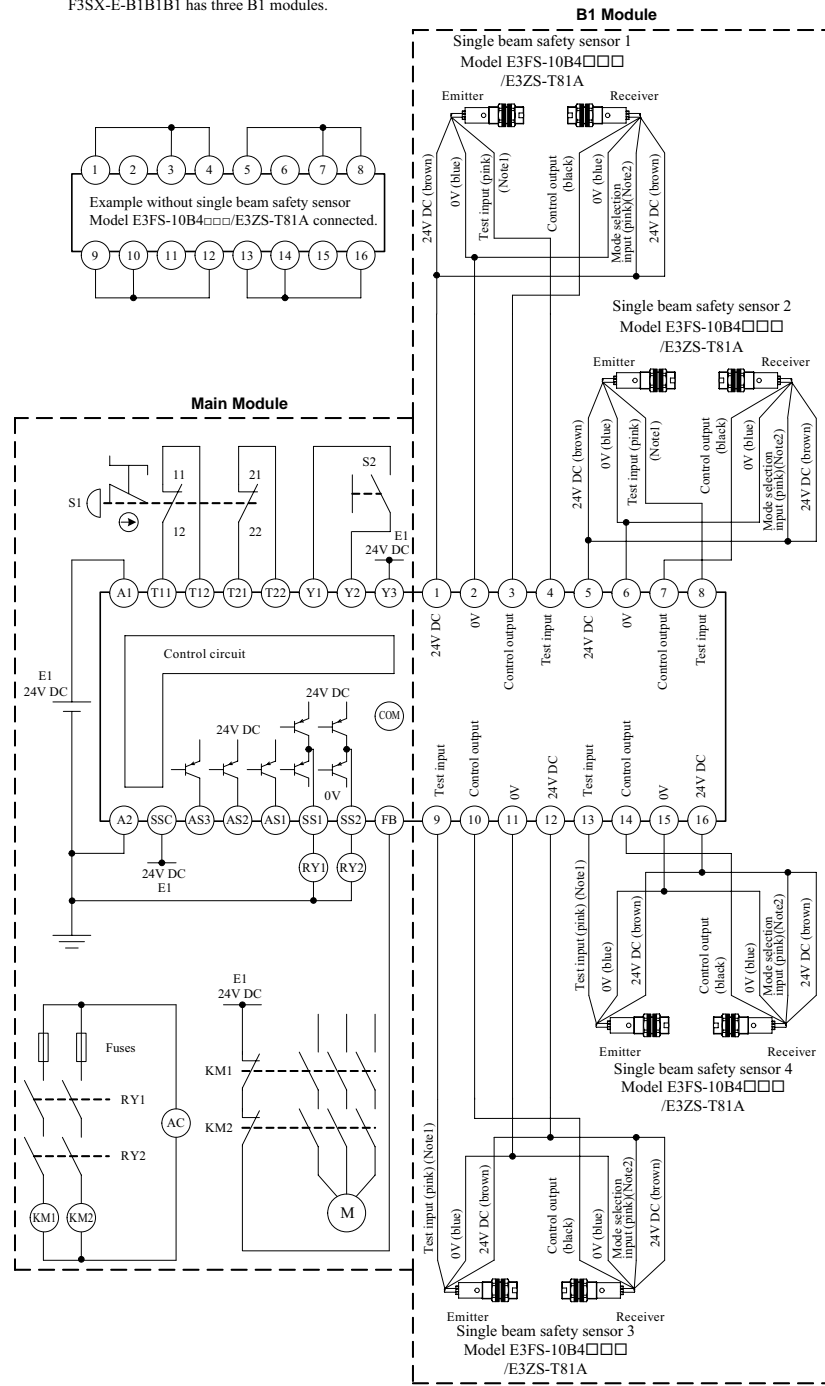 F3SX-E-B1B1B1 has three B1 modules.
B1 Module
Single beam safety sensor 1
Model E3FS-10B4□□□
/E3ZS-T81A
Emitter
Receiver
24V DC (brown)
0V (blue)
Test input (pink)
(Note1)
Control output
(black)
0V (blue)
Mode selection
input (pink)(Note2)
24V DC (brown)
1 2 3 4 5 6 7 8
Example without single beam safety sensor
Model E3FS-10B4□□□/E3ZS-T81A connected.
9 10 11 12 13 14 15 16
Single beam safety sensor 2
Model E3FS-10B4□□□
/E3ZS-T81A
Emitter
Receiver
24V DC (brown)
0V (blue)
Test input (pink)
(Note1)
Control output
(black)
0V (blue)
Mode selection
input (pink)(Note2)
24V DC (brown)
Main Module
S1
11
12
21
22
S2
E1
24V DC
A1 T11 T12 T21 T22 Y1 Y2 Y3 1 2 3 4 5 6 7 8
24V DC
0V
Control output
Test input
24V DC
0V
Control output
Test input
Control circuit
E1
24V DC
24V DC
24V DC
COM
0V
Test input
Control output
0V
24V DC
Test input
Control output
0V
24V DC
A2 SSC AS3 AS2 AS1 SS1 SS2 FB 9 10 11 12 13 14 15 16
24V DC
E1
RY1
RY2
Test input (pink) (Note1)
0V (blue)
24V DC (brown)
Control output
(black)
0V (blue)
Mode selection
input (pink)(Note2)
24V DC (brown)
Emitter
Receiver
Single beam safety sensor 4
Model E3FS-10B4□□□
/E3ZS-T81A
E1
24V DC
Fuses
RY1
RY2
AC
KM1
KM2
KM1
KM2
M
Test input (pink) (Note1)
0V (blue)
24V DC (brown)
Control output
(black)
0V (blue)
Mode selection
input (pink)(Note2)
24V DC (brown)
Emitter
Receiver
Single beam safety sensor 3
Model E3FS-10B4□□□
/E3ZS-T81A